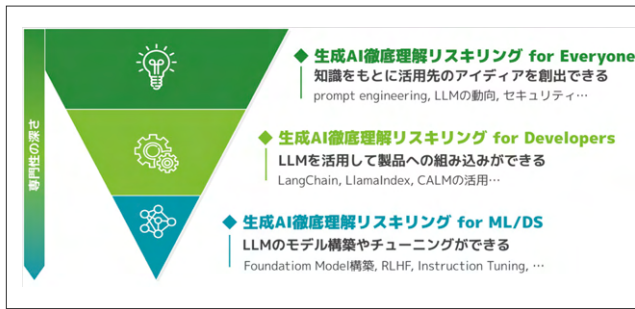 専門性の深さ
◆ 生成AI徹底理解リスキリング for Everyone
知識をもとに活用先のアイディアを創出できる
prompt engineering, LLMの動向, セキュリティ…
◆ 生成AI徹底理解リスキリング for Developers
LLMを活用して製品への組み込みができる
LangChain, LlamaIndex, CALMの活用…
◆ 生成AI徹底理解リスキリング for ML/DS
LLMのモデル構築やチューニングができる
Foundatiom Model構築, RLHF, Instruction Tuning, …